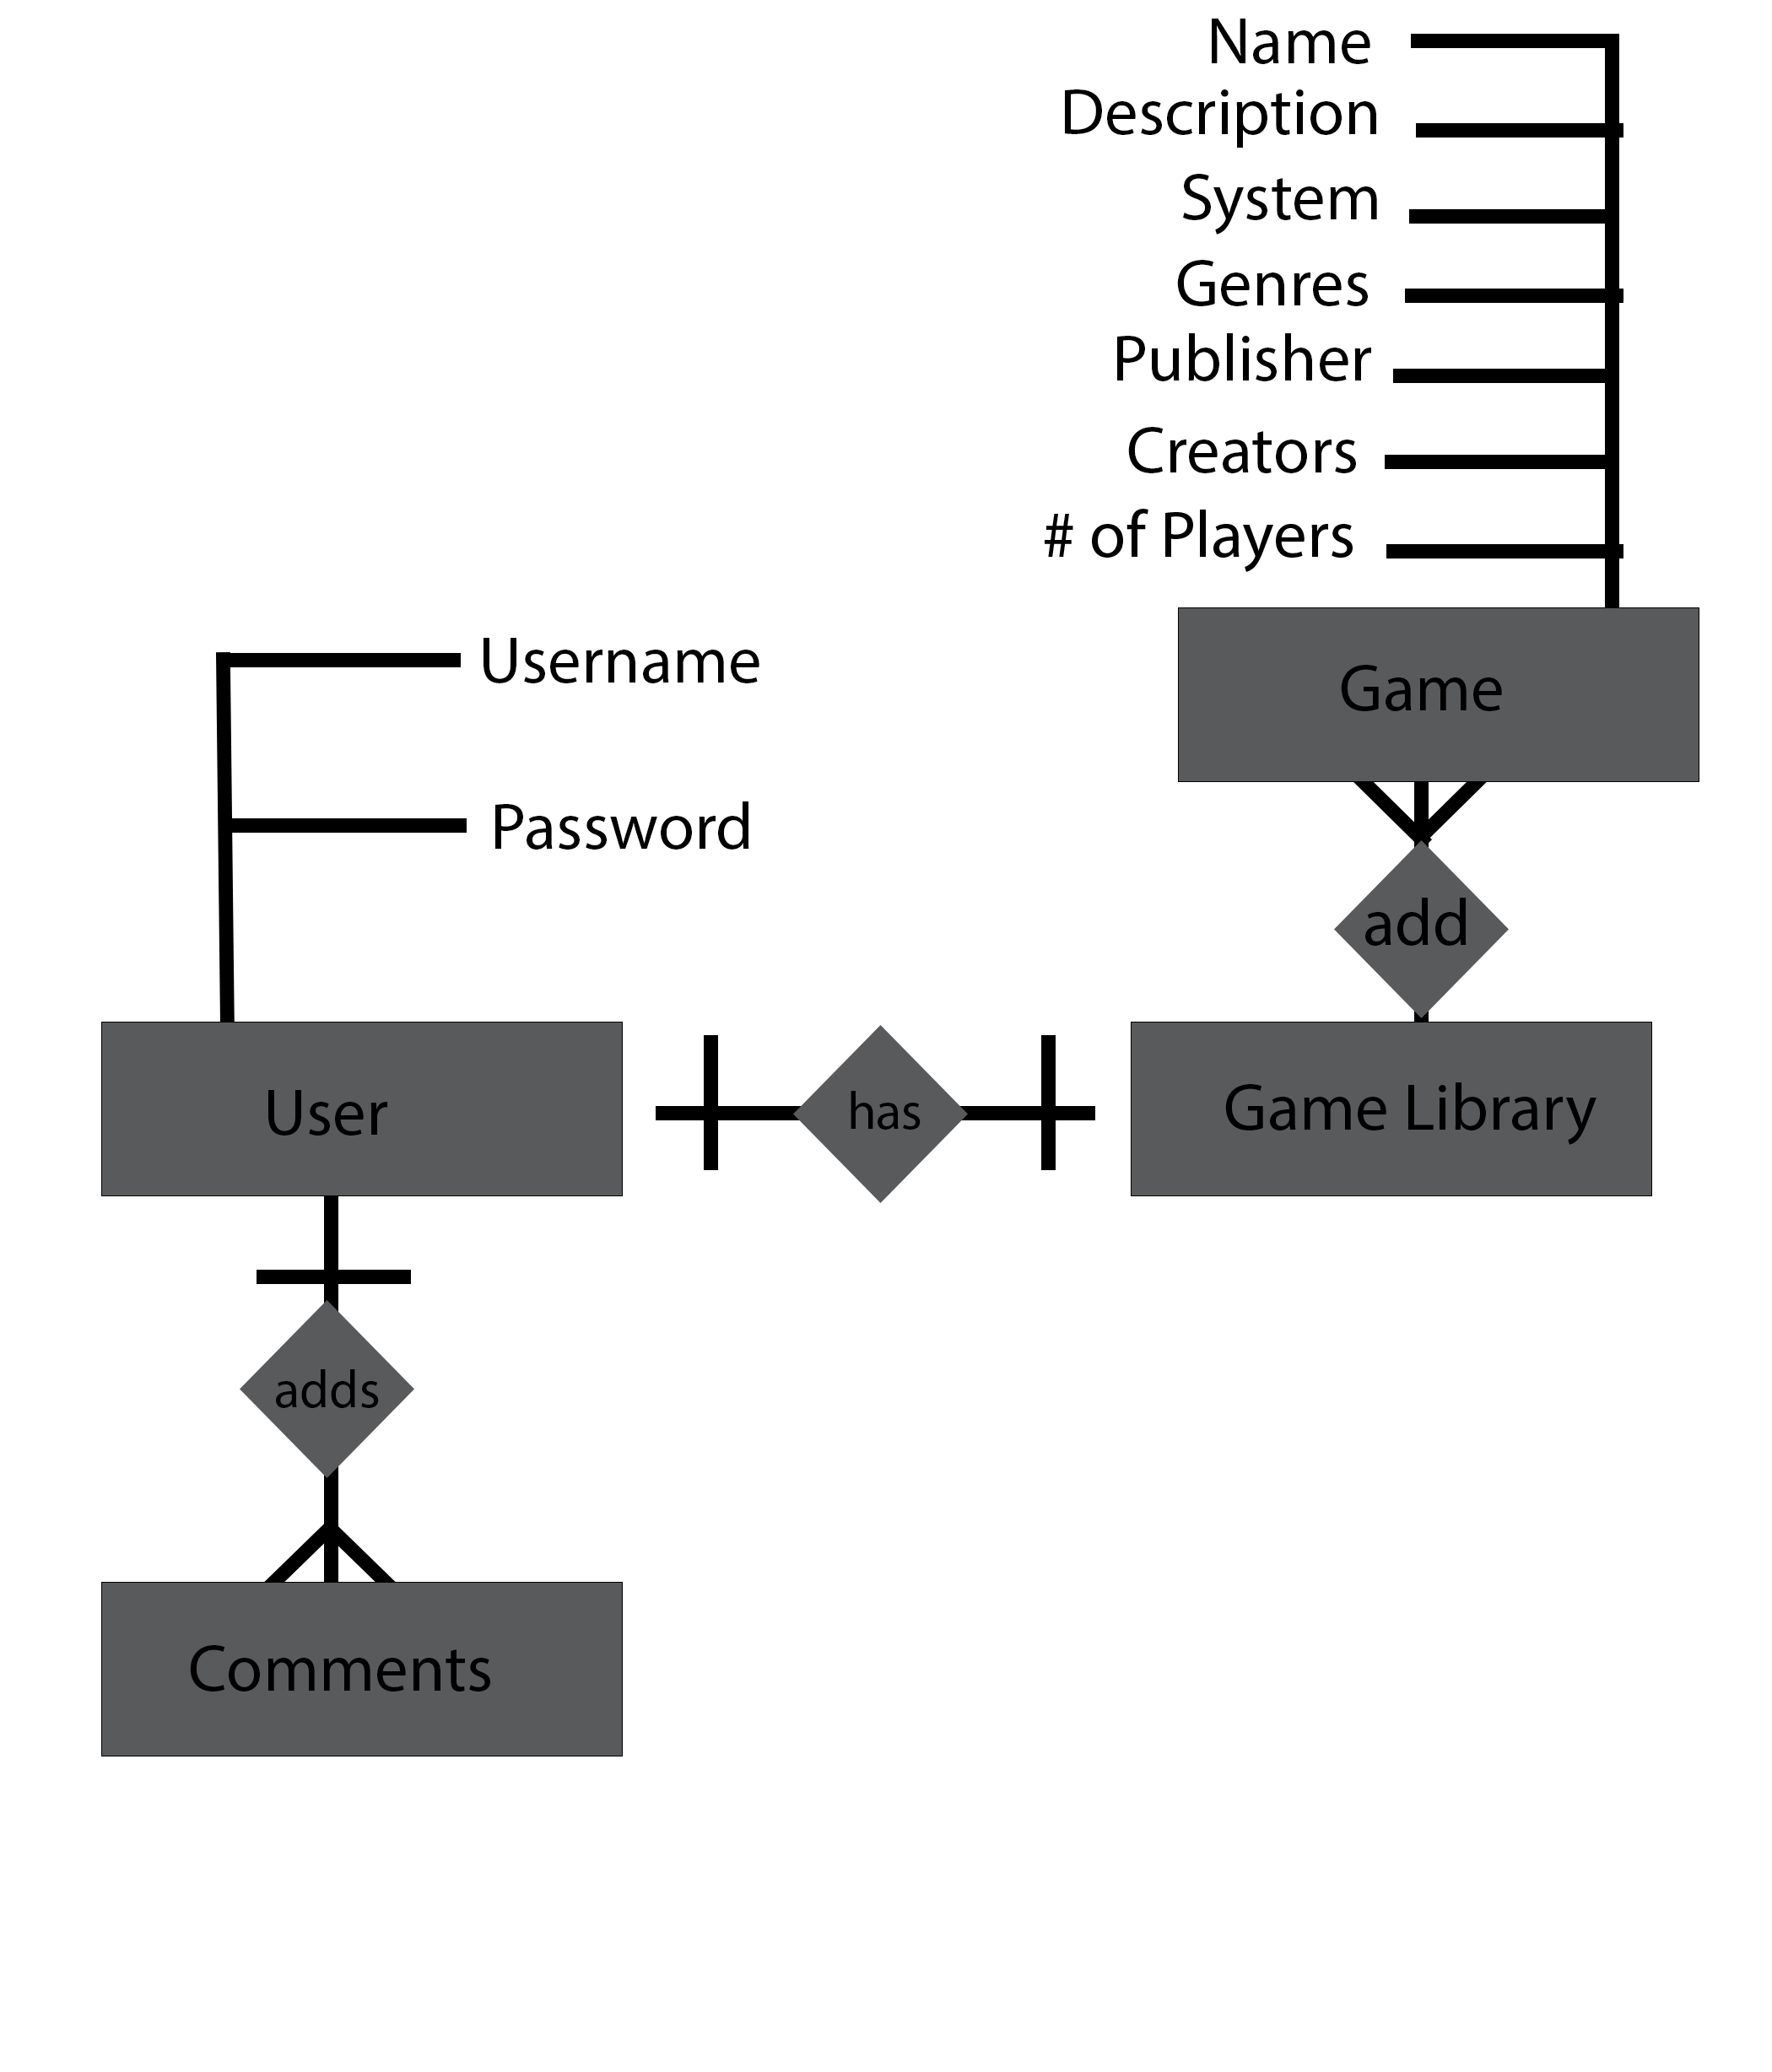 Name
Description
System
Genres
Publisher
Creators
# of Players
Game
Username
Password
add
User
has
Game Library
adds
Comments